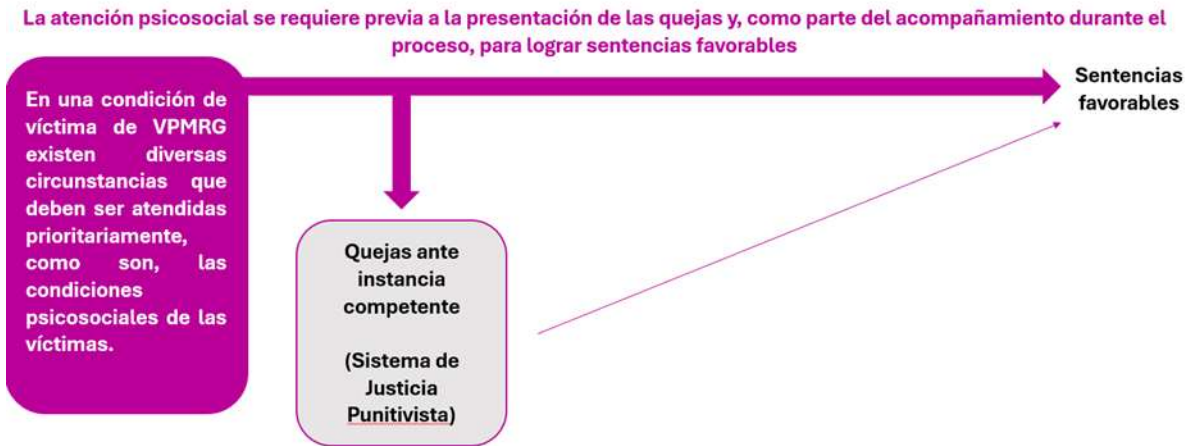 La atención psicosocial se requiere previa a la presentación de las quejas y, como parte del acompañamiento durante el
proceso, para lograr sentencias favorables
En una condición de
víctima de VPMRG
existen diversas
circunstancias que
deben ser atendidas
prioritariamente,
como son, las
condiciones
psicosociales de las
víctimas.
Quejas ante
instancia
competente
(Sistema de
Justicia
Punitivista)
Sentencias
favorables